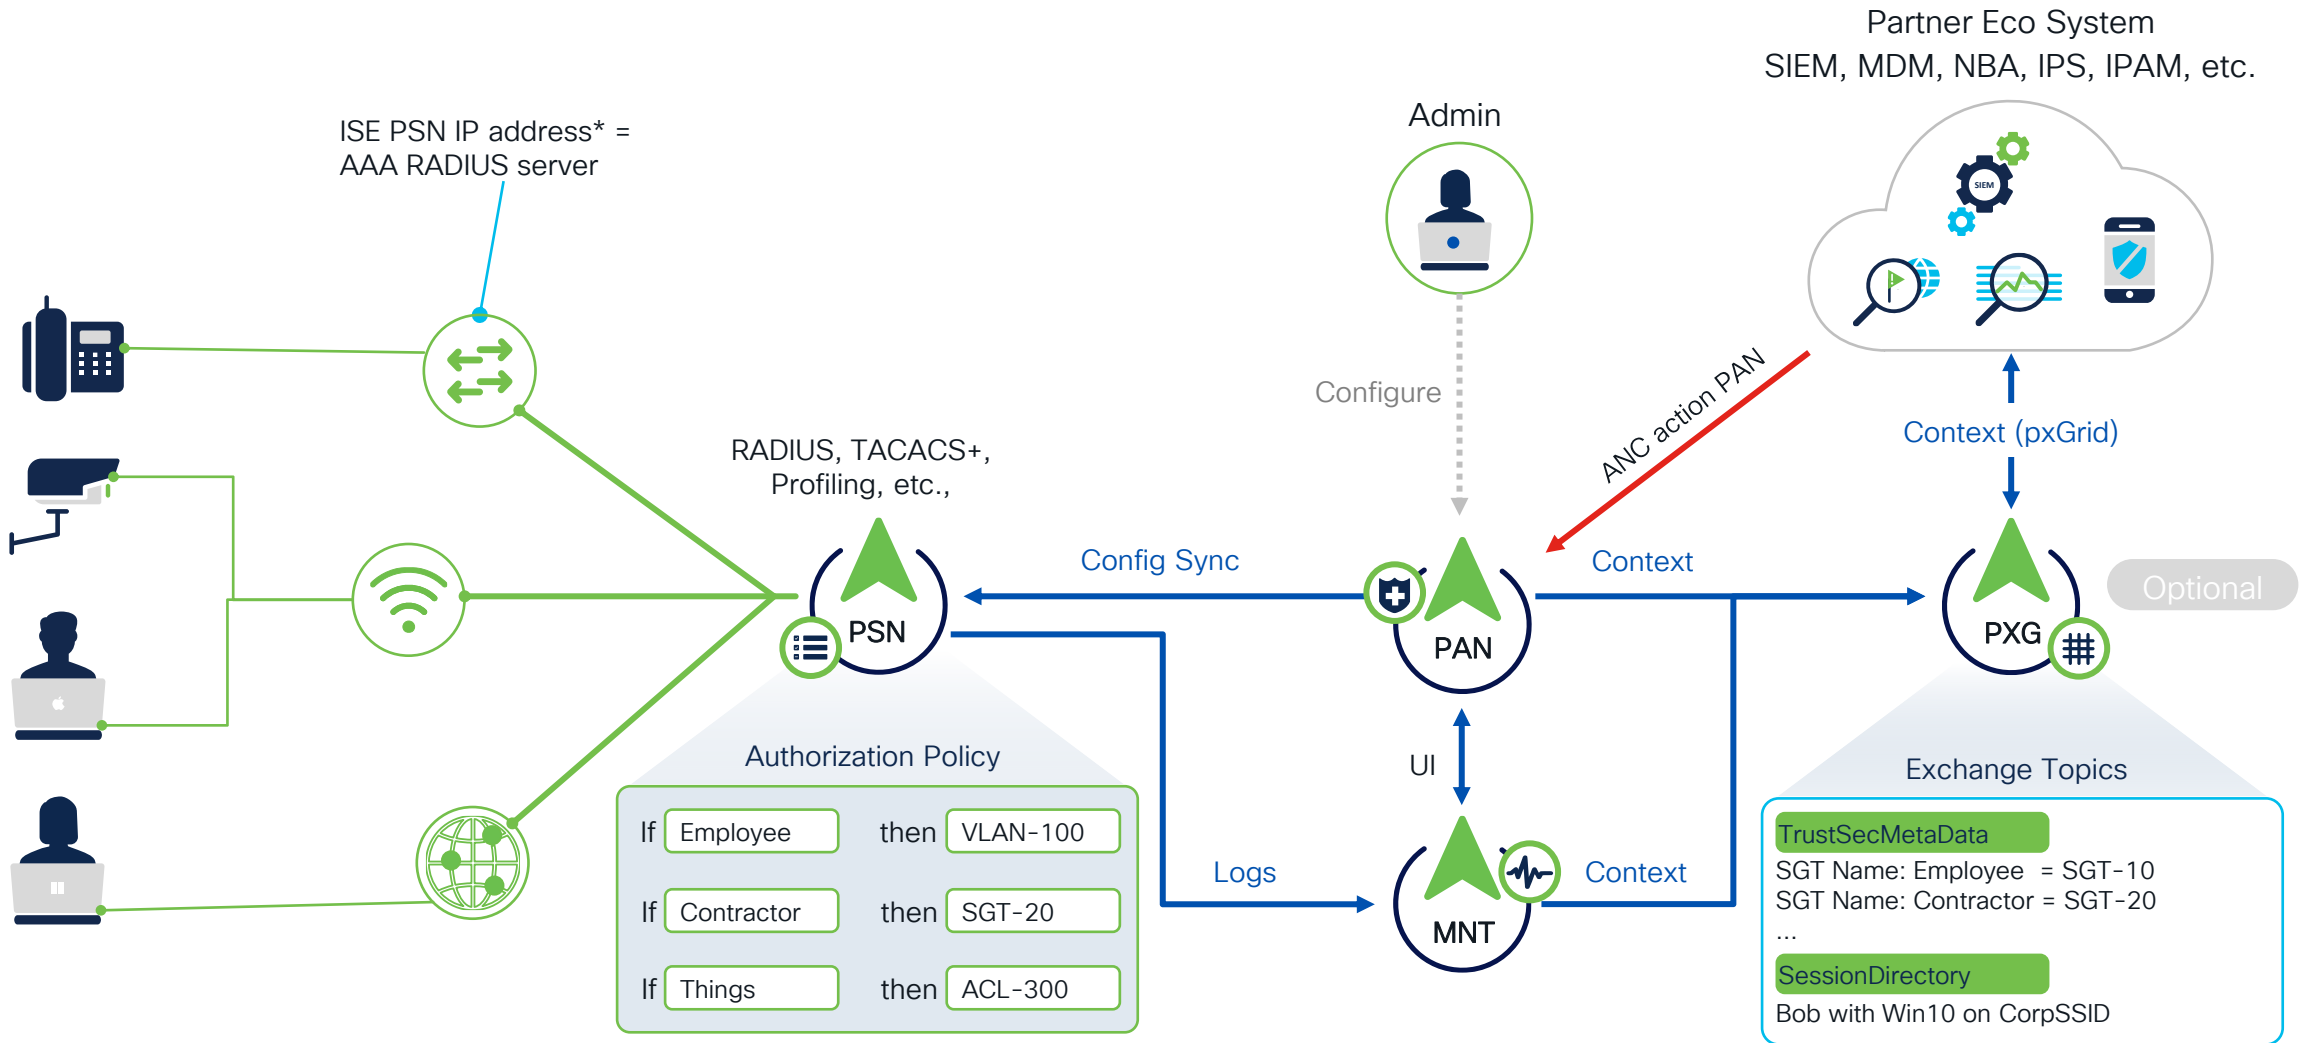 Partner Eco System
SIEM, MDM, NBA, IPS, IPAM, etc.
Admin
ISE PSN IP address* =
AAA RADIUS server
SIEM
Configure
ANC action PAN
Context (pxGrid)
RADIUS, TACACS+,
Profiling, etc.,
Config Sync
Context
Optional
PSN
PAN
PXG
Authorization Policy
UI
Exchange Topics
If Employee then VLAN-100
If Contractor then SGT-20
If Things then ACL-300
Logs
Context
MNT
TrustSecMetaData
SGT Name: Employee = SGT-10
SGT Name: Contractor = SGT-20
...
SessionDirectory
Bob with Win10 on CorpSSID